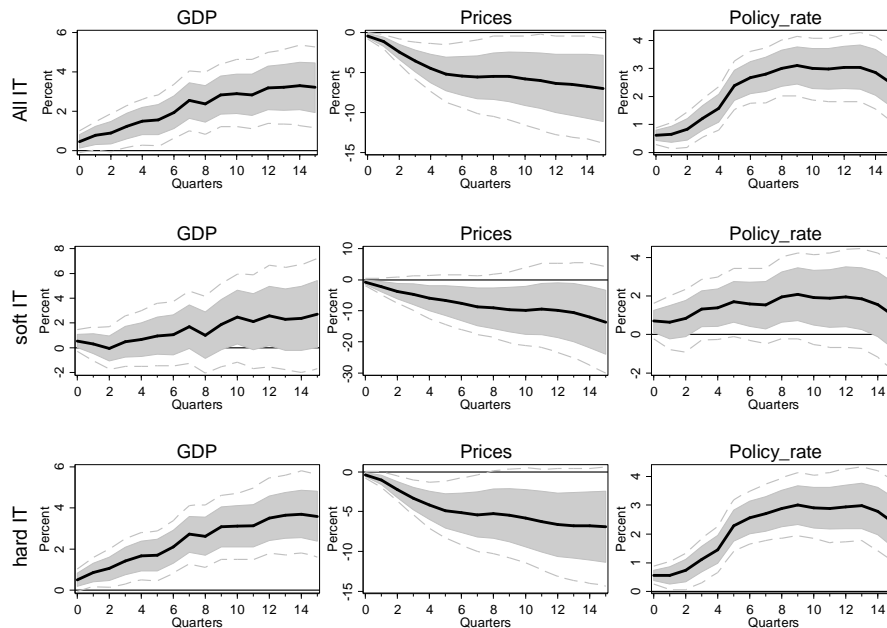 GDP
Prices
Policy_rate
All IT
Percent
6
4
2
0
0 2 4 6 8 10 12 14
Quarters
Percent
0
-5
-10
-15
0 2 4 6 8 10 12 14
Quarters
Percent
4
3
2
1
0
0 2 4 6 8 10 12 14
Quarters
GDP
Prices
Policy_rate
soft IT
Percent
8
6
4
2
0
-2
0 2 4 6 8 10 12 14
Quarters
Percent
10
0
-10
-20
-30
0 2 4 6 8 10 12 14
Quarters
Percent
4
2
0
-2
0 2 4 6 8 10 12 14
Quarters
GDP
Prices
Policy_rate
hard IT
Percent
6
4
2
0
0 2 4 6 8 10 12 14
Quarters
Percent
0
-5
-10
-15
0 2 4 6 8 10 12 14
Quarters
Percent
4
3
2
1
0
0 2 4 6 8 10 12 14
Quarters